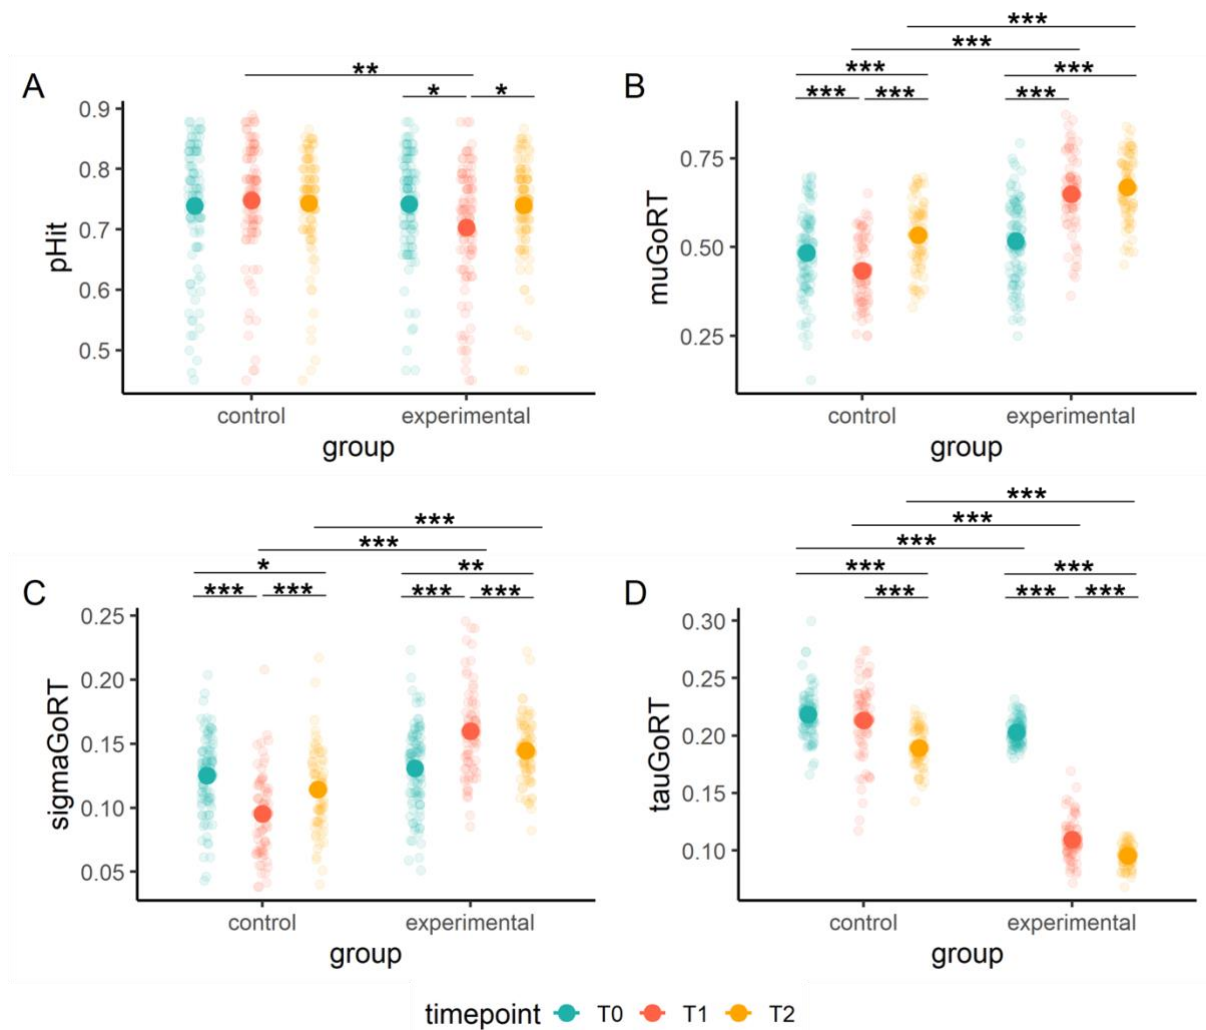 A
**
*
*
0.9
0.8
0.7
0.6
0.5
pHit
control
experimental
group
B
***
***
***
***
***
***
***
0.75
0.50
0.25
muGoRT
control
experimental
group
C
***
***
*
**
***
***
***
***
0.25
0.20
0.15
0.10
0.05
sigmaGoRT
control
experimental
group
D
***
***
***
***
***
***
***
***
0.30
0.25
0.20
0.15
0.10
tauGoRT
control
experimental
group
timepoint T0 T1 T2